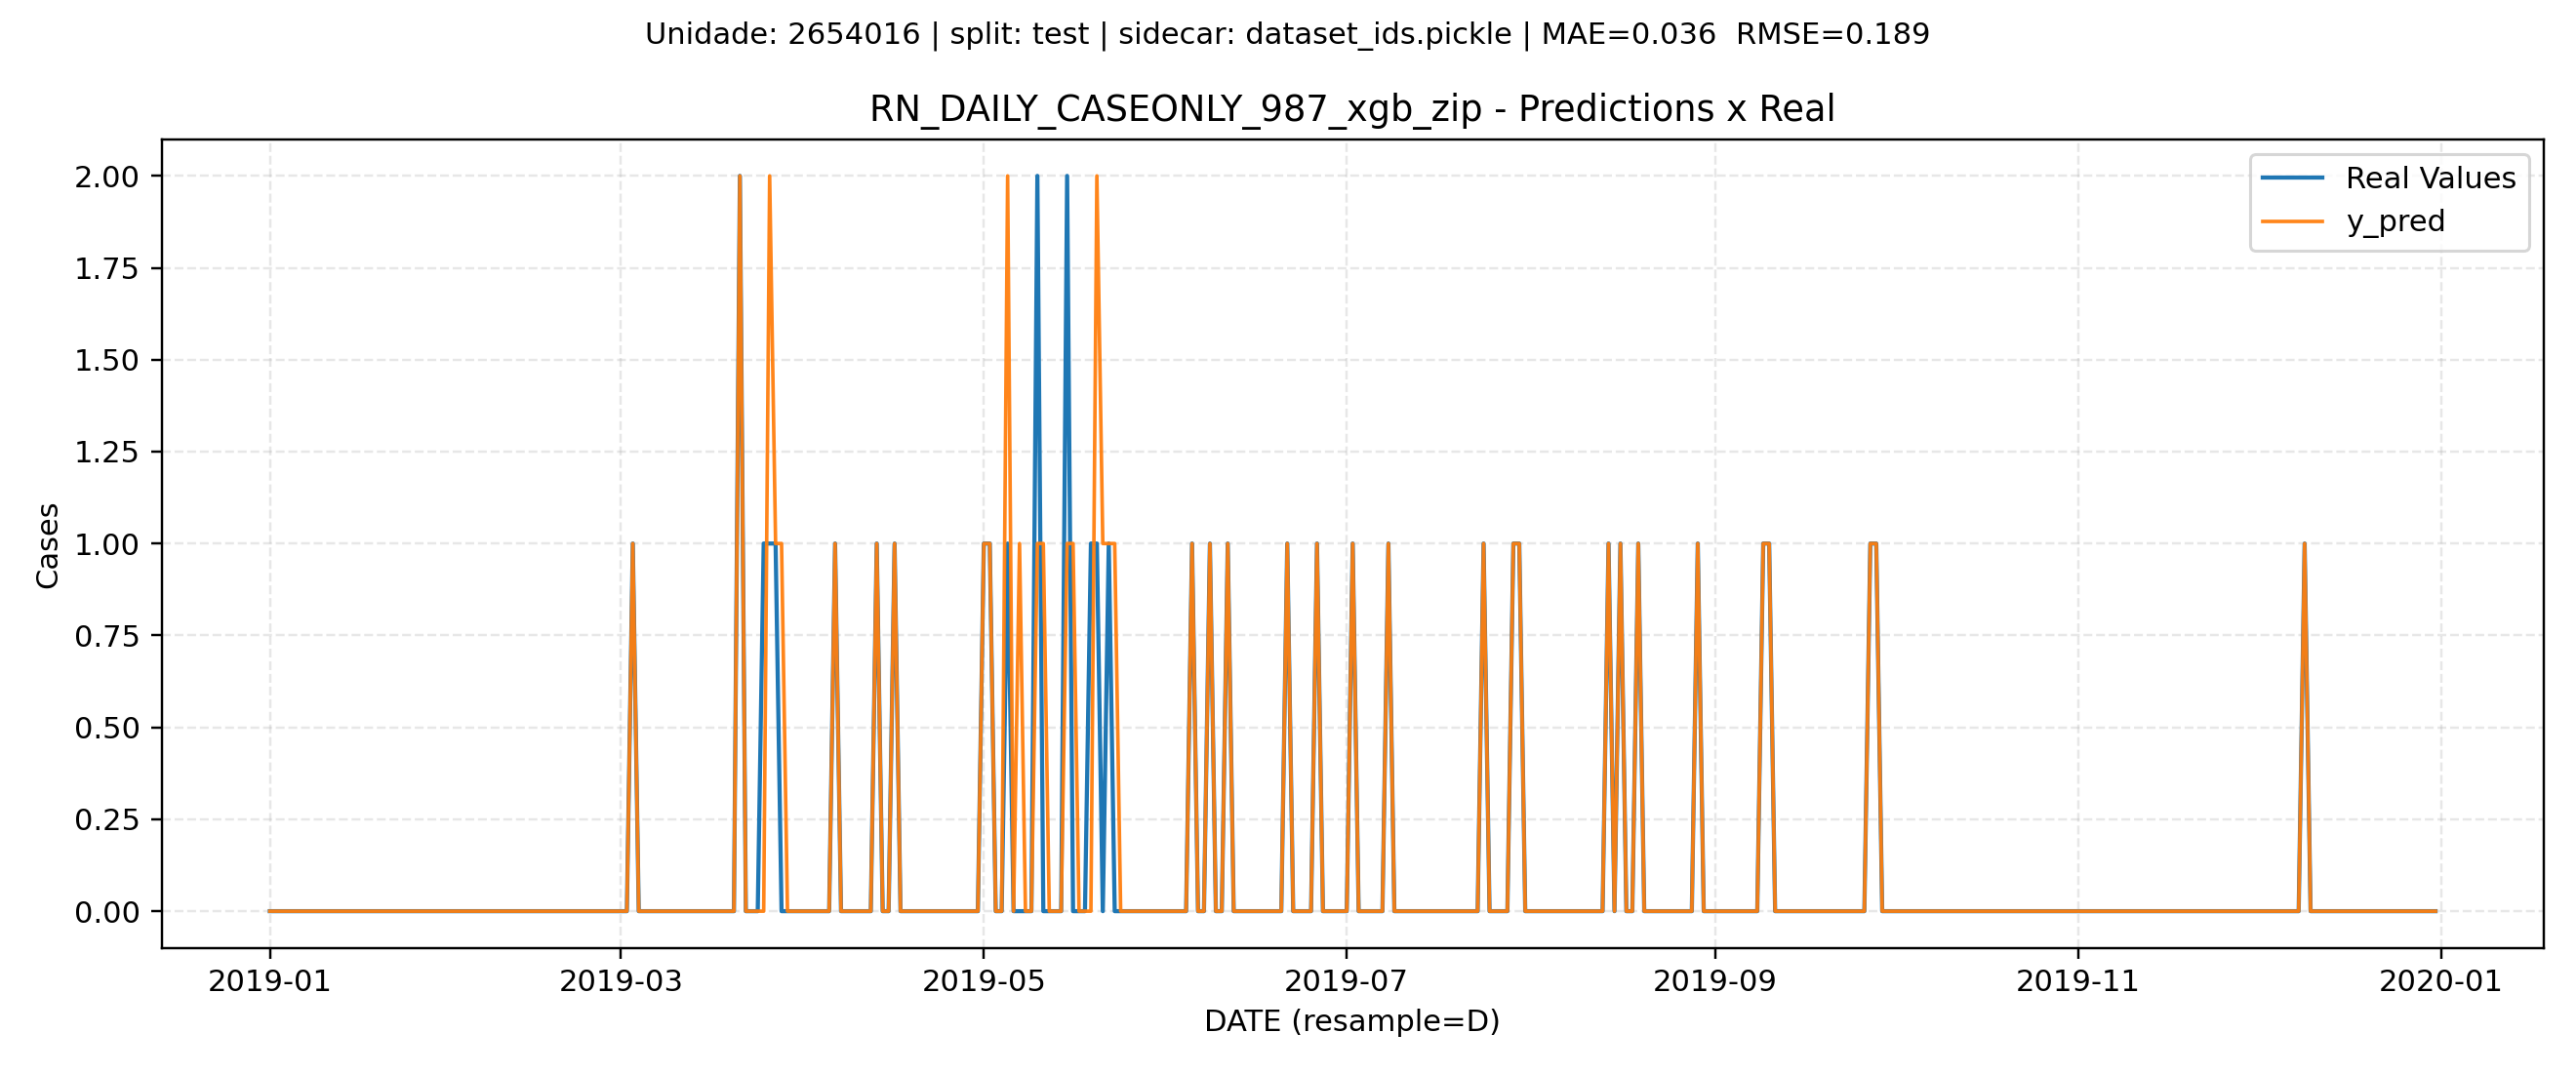 Unidade: 2654016 | split: test | sidecar: dataset_ids.pickle | MAE=0.036  RMSE=0.189
RN_DAILY_CASEONLY_987_xgb_zip - Predictions x Real
Real Values
y_pred
2.00
1.75
1.50
1.25
1.00
0.75
0.50
0.25
0.00
Cases
2019-01
2019-03
2019-05
2019-07
2019-09
2019-11
2020-01
DATE (resample=D)